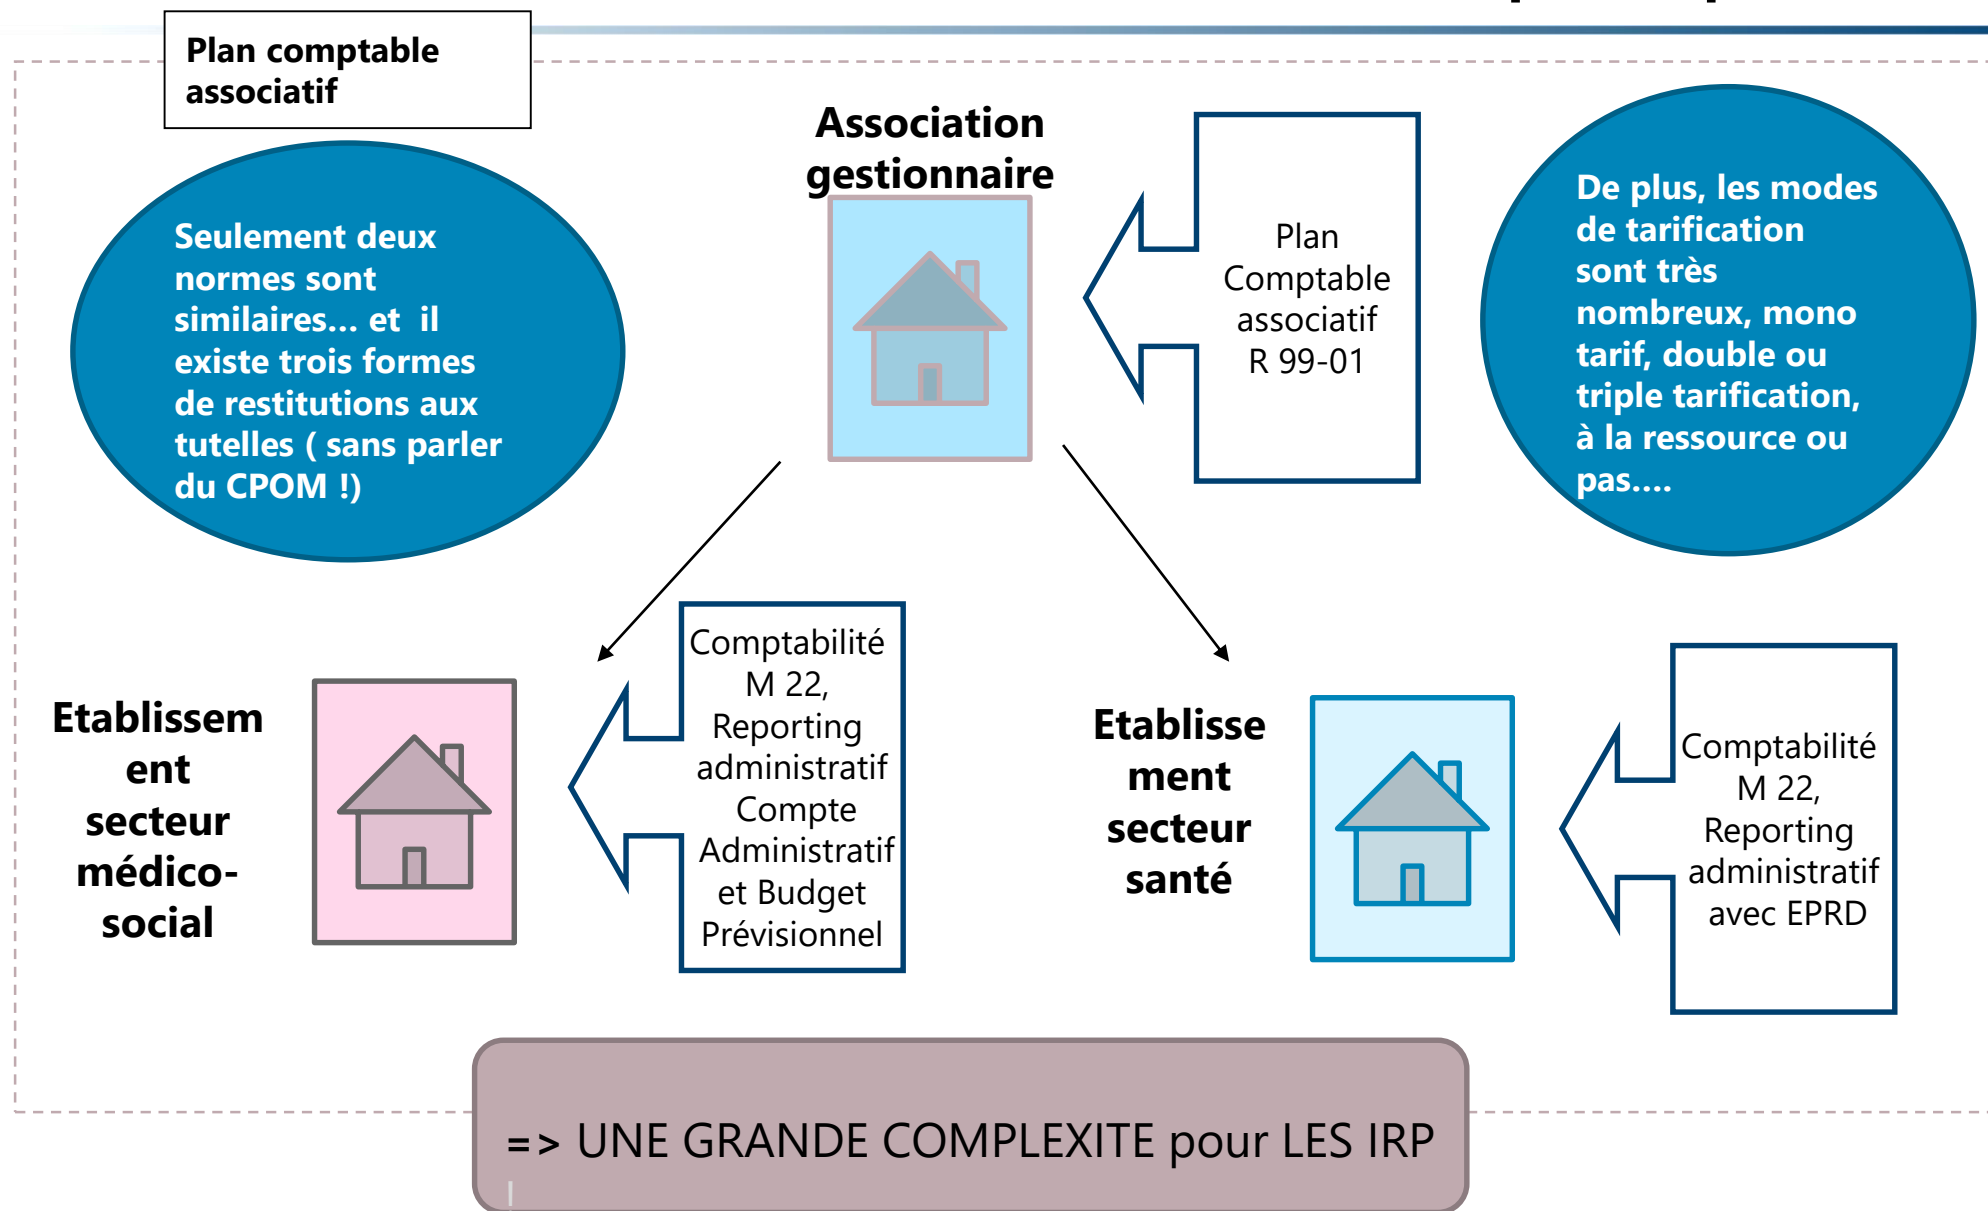 Plan comptable
associatif
Association
gestionnaire
Seulement deux
normes sont
similaires... et il
existe trois formes
de restitutions aux
tutelles ( sans parler
du CPOM !)
Plan
Comptable
associatif
R 99-01
De plus, les modes
de tarification
sont très
nombreux, mono
tarif, double ou
triple tarification,
à la ressource ou
pas....
Etablissem
ent
secteur
médico-
social
Comptabilité
M 22,
Reporting
administratif
Compte
Administratif
et Budget
Prévisionnel
Etablisse
ment
secteur
santé
Comptabilité
M 22,
Reporting
administratif
avec EPRD
=> UNE GRANDE COMPLEXITE pour LES IRP